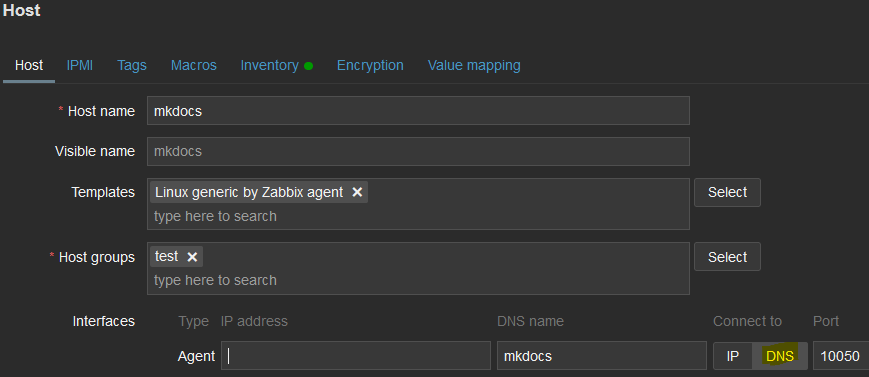 Host
Host IPMI Tags Macros Inventory Encryption Value mapping
* Host name mkdocs
Visible name mkdocs
Templates Linux generic by Zabbix agent ✕ Select
type here to search
* Host groups test ✕ Select
type here to search
Interfaces Type IP address DNS name Connect to Port
Agent mkdocs IP DNS 10050